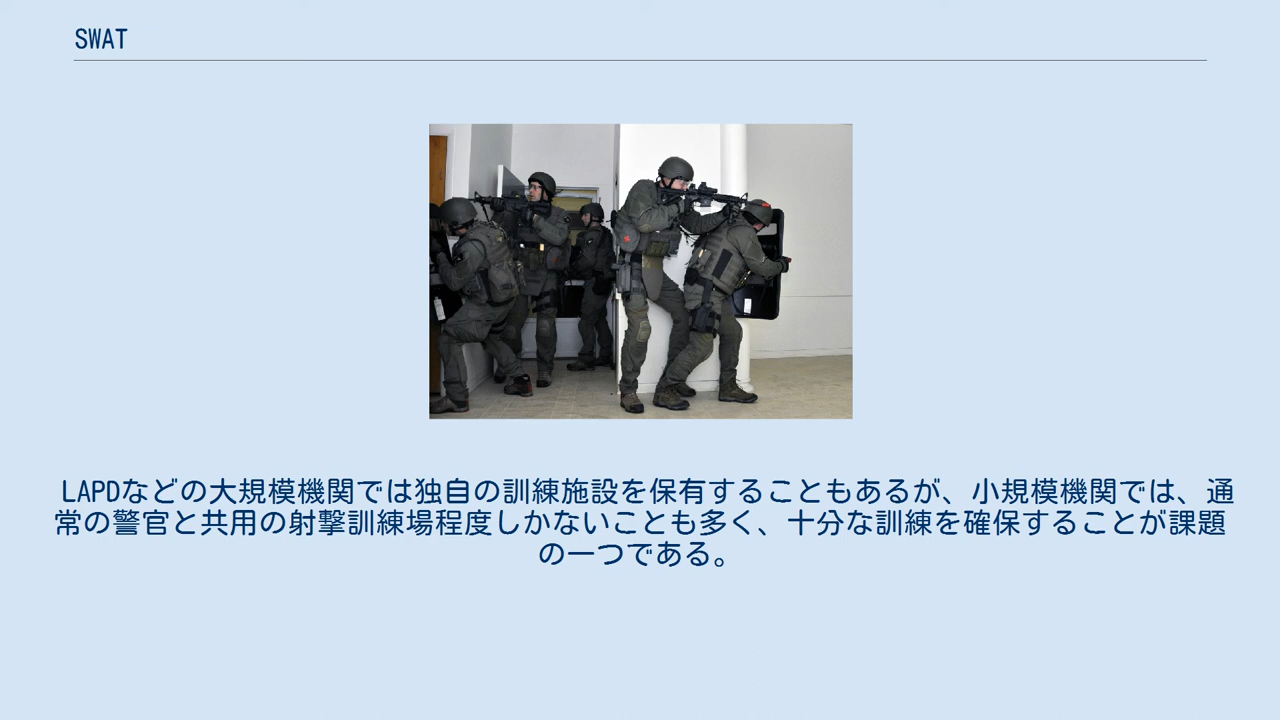 SWAT
LAPDなどの大規模機関では独自の訓練施設を保有することもあるが、小規模機関では、通
常の警官と共用の射撃訓練場程度しかないことも多く、十分な訓練を確保することが課題
の一つである。